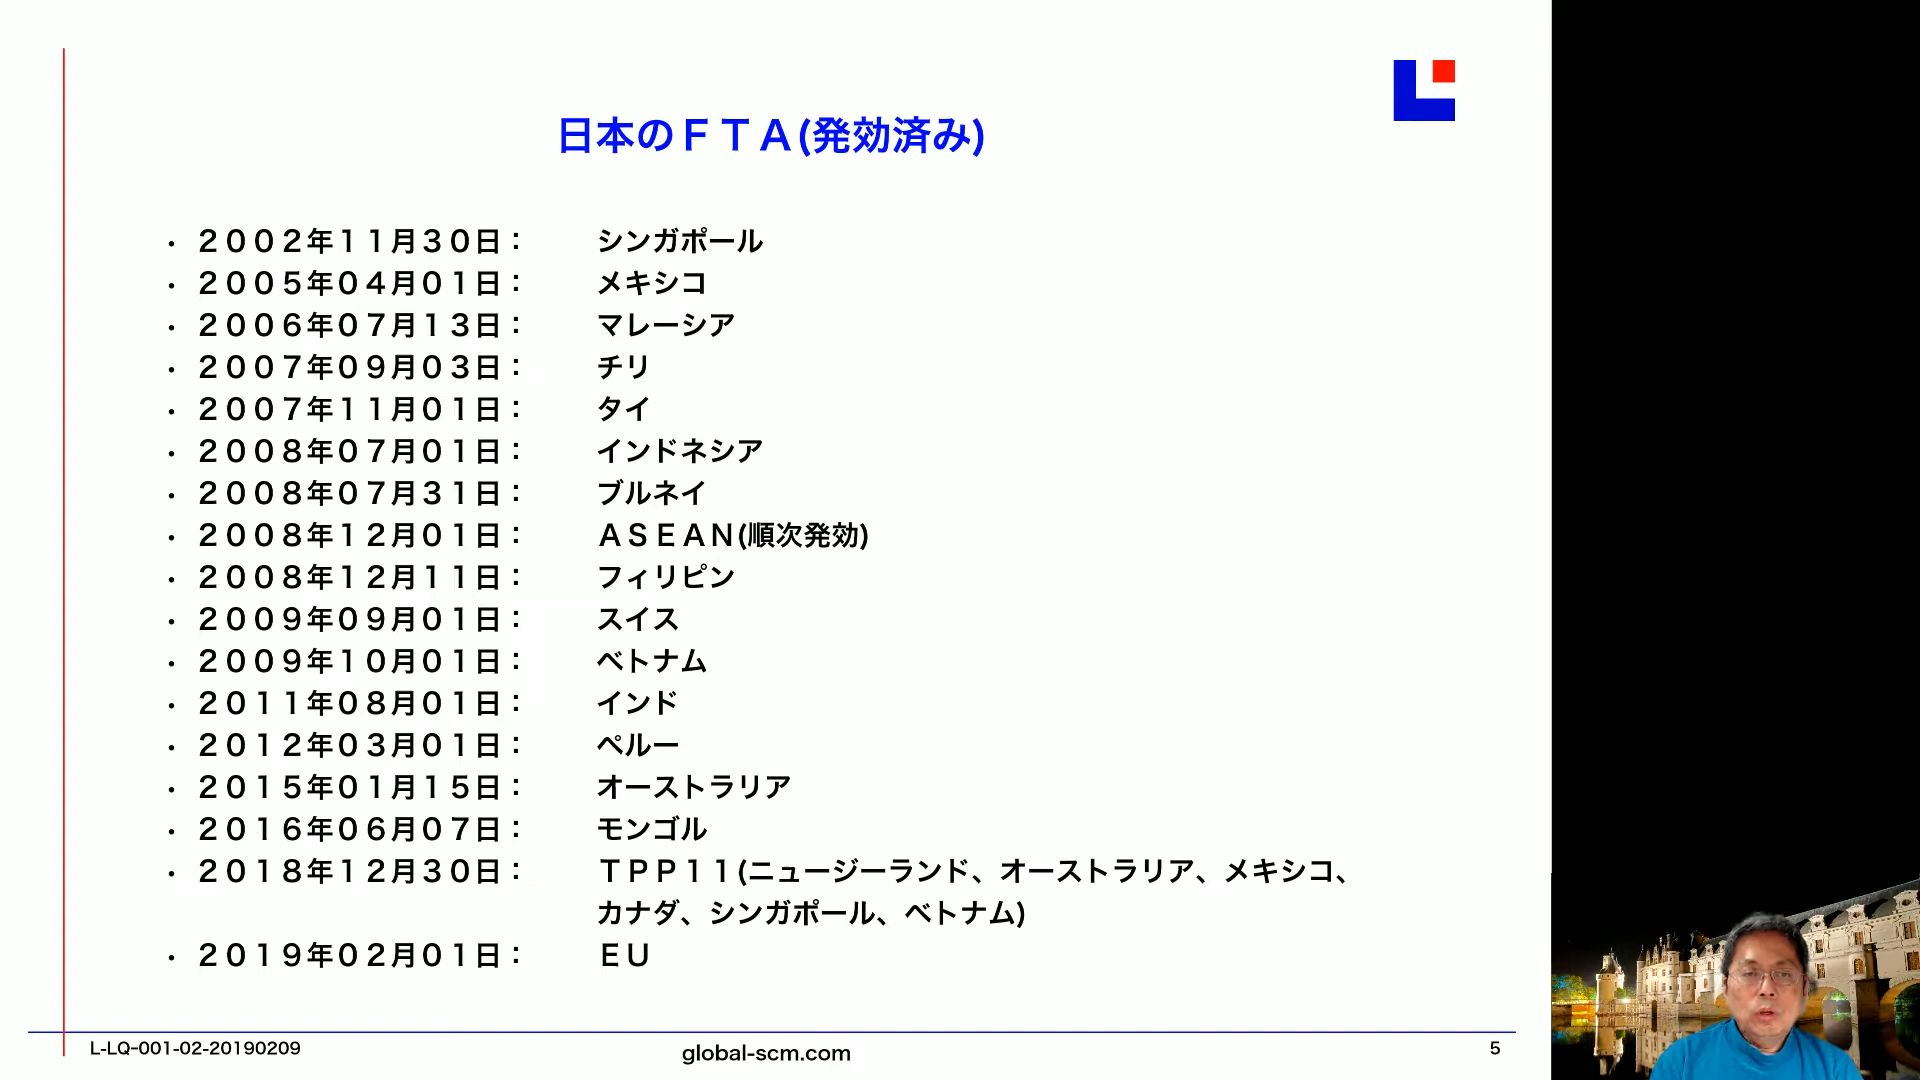 日本のＦＴＡ(発効済み)
・２００２年１１月３０日： シンガポール
・２００５年０４月０１日： メキシコ
・２００６年０７月１３日： マレーシア
・２００７年０９月０３日： チリ
・２００７年１１月０１日： タイ
・２００８年０７月０１日： インドネシア
・２００８年０７月３１日： ブルネイ
・２００８年１２月０１日： ＡＳＥＡＮ(順次発効)
・２００８年１２月１１日： フィリピン
・２００９年０９月０１日： スイス
・２００９年１０月０１日： ベトナム
・２０１１年０８月０１日： インド
・２０１２年０３月０１日： ペルー
・２０１５年０１月１５日： オーストラリア
・２０１６年０６月０７日： モンゴル
・２０１８年１２月３０日： ＴＰＰ１１(ニュージーランド、オーストラリア、メキシコ、
カナダ、シンガポール、ベトナム)
・２０１９年０２月０１日： ＥＵ
L-LQ-001-02-20190209
global-scm.com
5